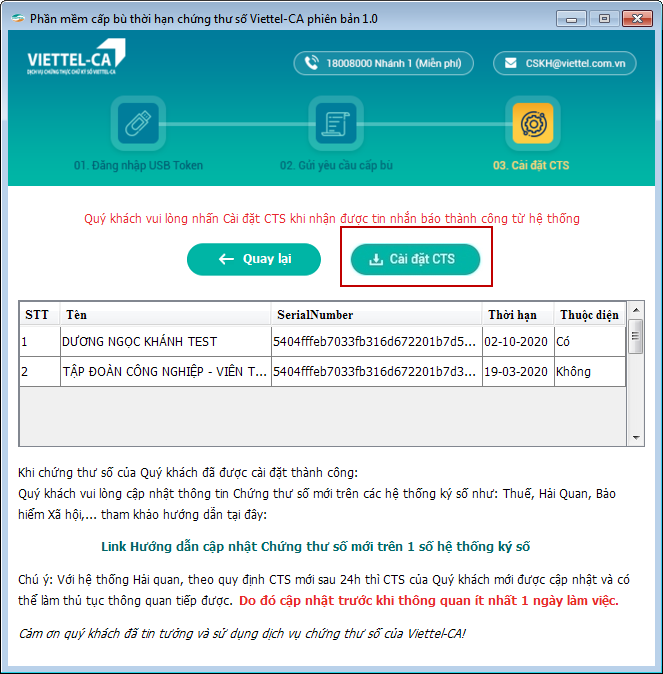 Phần mềm cấp bù thời hạn chứng thư số Viettel-CA phiên bản 1.0
VIETTEL-CA
DỊCH VỤ CHỨNG THỰC CHỮ KÝ SỐ VIETTEL-CA
18008000 Nhánh 1 (Miễn phí)
CSKH@viettel.com.vn
01. Đăng nhập USB Token
02. Gửi yêu cầu cấp bù
03. Cài đặt CTS
Quý khách vui lòng nhấn Cài đặt CTS khi nhận được tin nhắn báo thành công từ hệ thống
Quay lại
Cài đặt CTS
STT Tên SerialNumber Thời hạn Thuộc diện
1 DƯƠNG NGỌC KHÁNH TEST 5404fffeb7033fb316d672201b7d5... 02-10-2020 Có
2 TẬP ĐOÀN CÔNG NGHIỆP - VIỄN T... 5404fffeb7033fb316d672201b7d3... 19-03-2020 Không
Khi chứng thư số của Quý khách đã được cài đặt thành công:
Quý khách vui lòng cập nhật thông tin Chứng thư số mới trên các hệ thống ký số như: Thuế, Hải Quan, Bảo
hiểm Xã hội,... tham khảo hướng dẫn tại đây:
Link Hướng dẫn cập nhật Chứng thư số mới trên 1 số hệ thống ký số
Chú ý: Với hệ thống Hải quan, theo quy định CTS mới sau 24h thì CTS của Quý khách mới được cập nhật và có
thể làm thủ tục thông quan tiếp được. Do đó cập nhật trước khi thông quan ít nhất 1 ngày làm việc.
Cảm ơn quý khách đã tin tưởng và sử dụng dịch vụ chứng thư số của Viettel-CA!